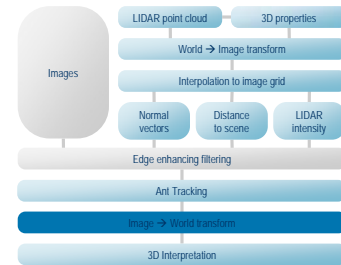 LIDAR point cloud
3D properties
World → Image transform
Images
Interpolation to image grid
Normal
vectors
Distance
to scene
LIDAR
intensity
Edge enhancing filtering
Ant Tracking
Image → World transform
3D Interpretation